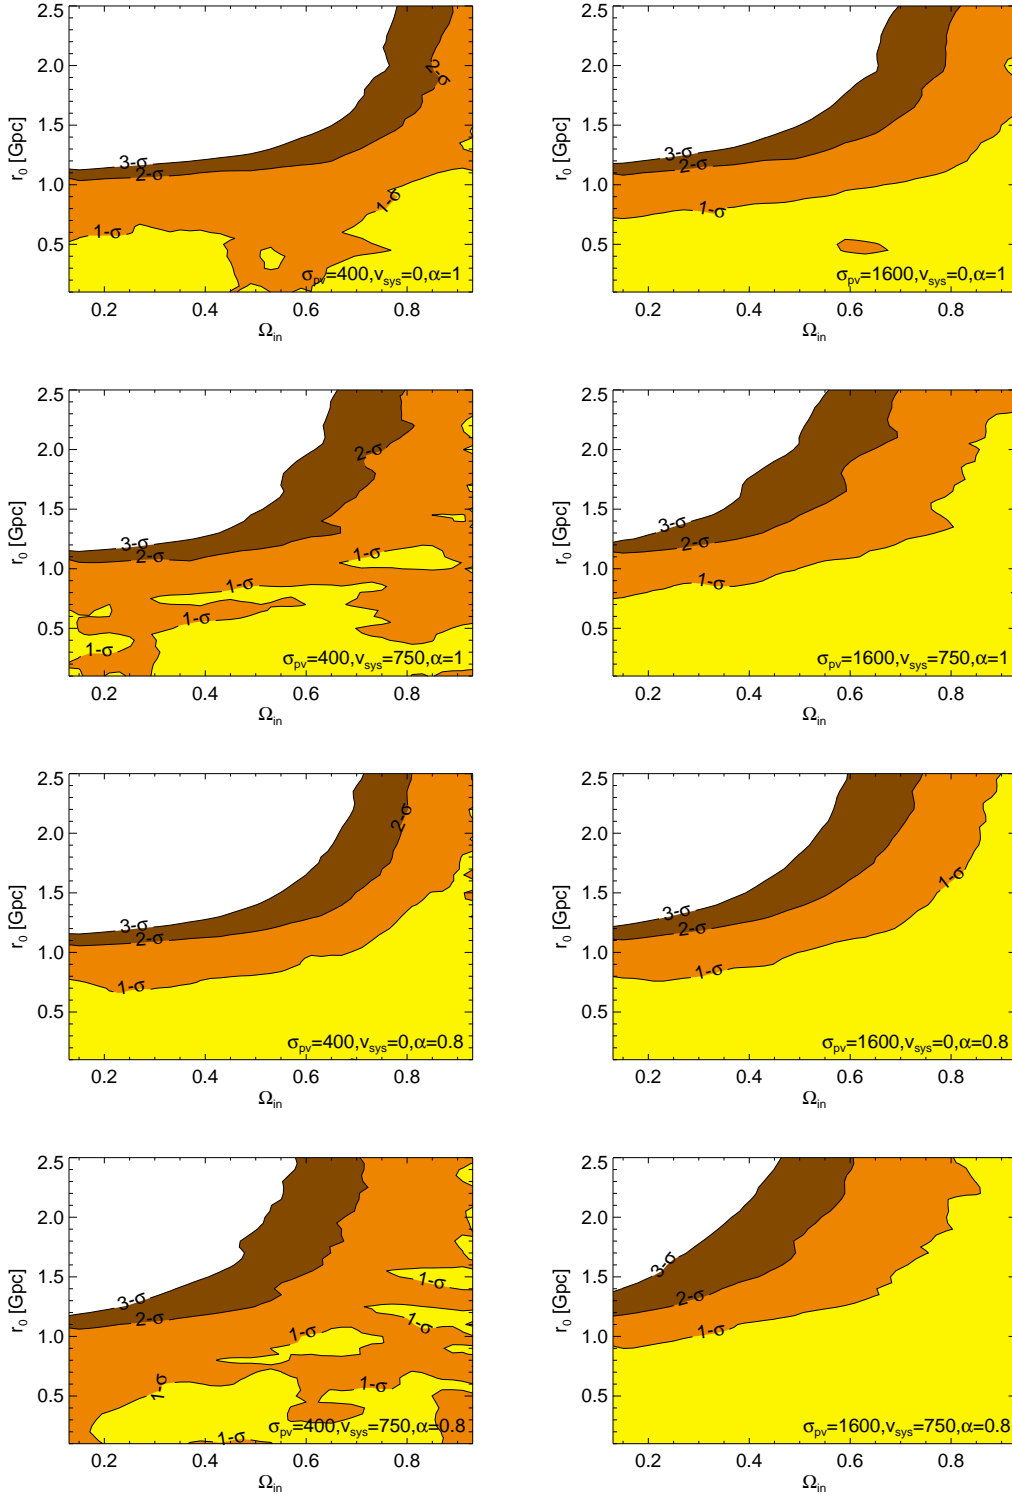 2.5
2.0
1.5
1.0
0.5
r₀ [Gpc]
3-σ
2-σ
2-σ
1-σ
1-σ
σpv=400,vsys=0,α=1
0.2 0.4 0.6 0.8
Ωin
2.5
2.0
1.5
1.0
0.5
r₀ [Gpc]
3-σ
2-σ
1-σ
σpv=1600,vsys=0,α=1
0.2 0.4 0.6 0.8
Ωin
2.5
2.0
1.5
1.0
0.5
r₀ [Gpc]
2-σ
3-σ
2-σ
1-σ
1-σ
1-σ
1-σ
σpv=400,vsys=750,α=1
0.2 0.4 0.6 0.8
Ωin
2.5
2.0
1.5
1.0
0.5
r₀ [Gpc]
3-σ
2-σ
1-σ
σpv=1600,vsys=750,α=1
0.2 0.4 0.6 0.8
Ωin
2.5
2.0
1.5
1.0
0.5
r₀ [Gpc]
2-σ
3-σ
2-σ
1-σ
σpv=400,vsys=0,α=0.8
0.2 0.4 0.6 0.8
Ωin
2.5
2.0
1.5
1.0
0.5
r₀ [Gpc]
1-σ
3-σ
2-σ
1-σ
σpv=1600,vsys=0,α=0.8
0.2 0.4 0.6 0.8
Ωin
2.5
2.0
1.5
1.0
0.5
r₀ [Gpc]
1-σ
3-σ
2-σ
1-σ
1-σ
1-σ
1-σ
1-σ
σpv=400,vsys=750,α=0.8
0.2 0.4 0.6 0.8
Ωin
2.5
2.0
1.5
1.0
0.5
r₀ [Gpc]
3-σ
2-σ
1-σ
σpv=1600,vsys=750,α=0.8
0.2 0.4 0.6 0.8
Ωin